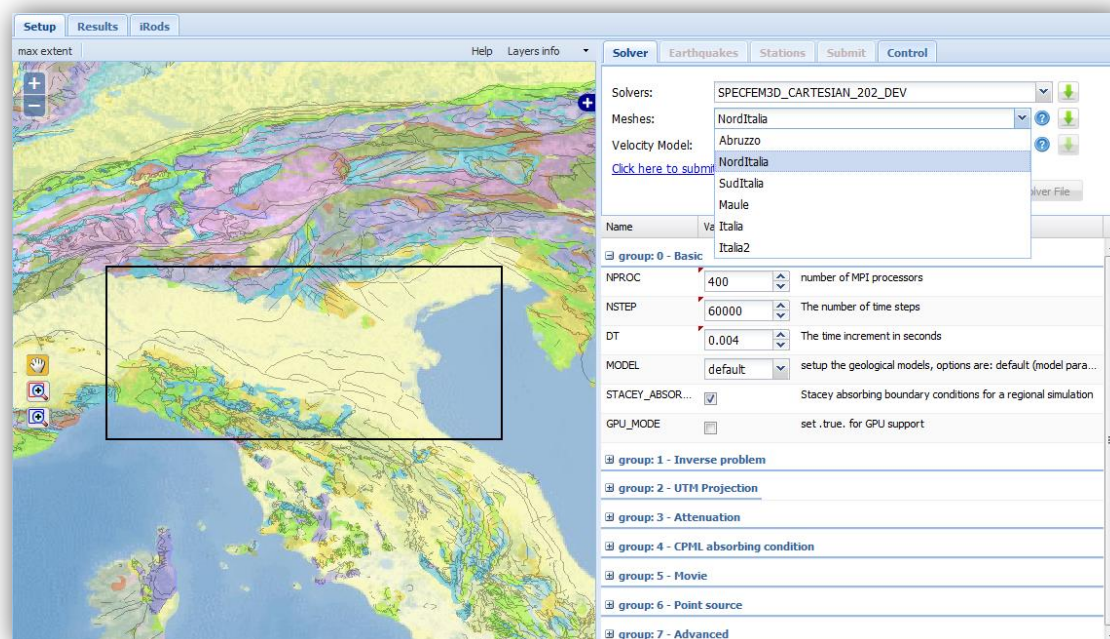 Setup Results iRods
max extent Help Layers info
Solver Earthquakes Stations Submit Control
Solvers: SPECFEM3D_CARTESIAN_202_DEV
Meshes: NordItalia
Velocity Model:
Abruzzo
NordItalia
SudItalia
Maule
Italia
Italia2
Click here to submi
lver File
Name Va
group: 0 - Basic
NPROC 400 number of MPI processors
NSTEP 60000 The number of time steps
DT 0.004 The time increment in seconds
MODEL default setup the geological models, options are: default (model para...
STACEY_ABSOR... Stacey absorbing boundary conditions for a regional simulation
GPU_MODE set .true. for GPU support
group: 1 - Inverse problem
group: 2 - UTM Projection
group: 3 - Attenuation
group: 4 - CPML absorbing condition
group: 5 - Movie
group: 6 - Point source
group: 7 - Advanced